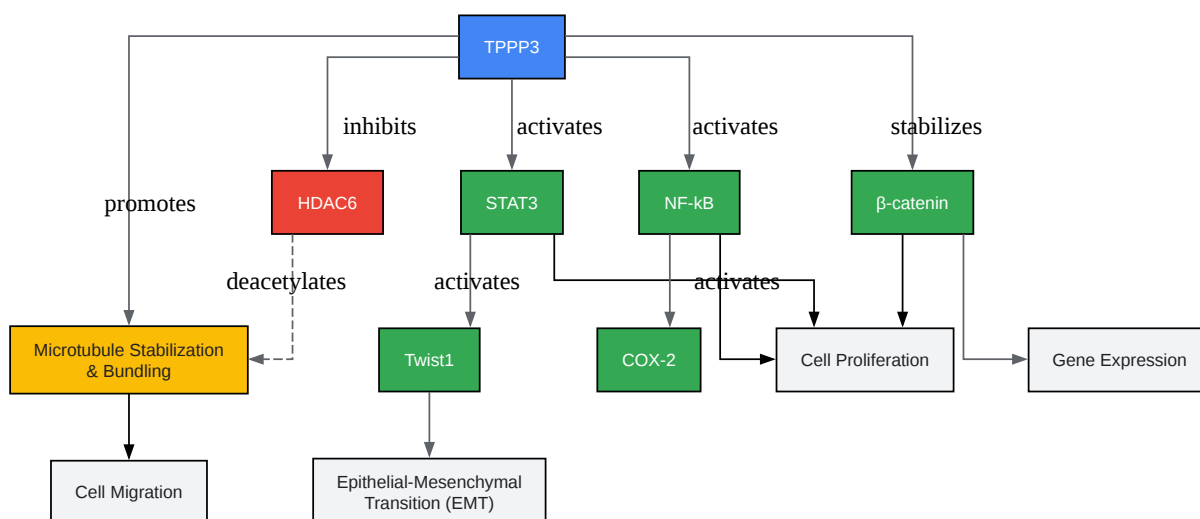 TPPP3
inhibits
activates
activates
stabilizes
promotes
HDAC6
STAT3
NF-kB
β-catenin
deacetylates
activates
activates
Microtubule Stabilization
& Bundling
Twist1
COX-2
Cell Proliferation
Gene Expression
Cell Migration
Epithelial-Mesenchymal
Transition (EMT)